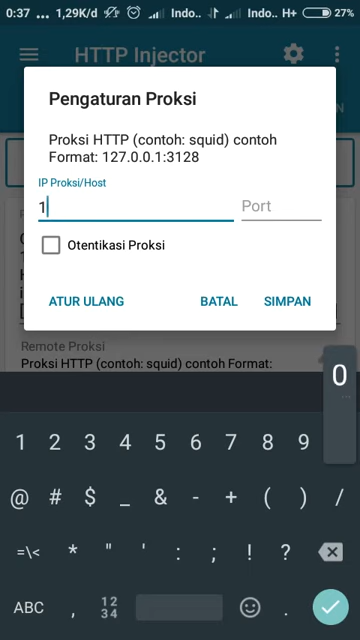 0:37 ... 1,29K/d Indo.. Indo.. H+ 27%
HTTP Injector
N
Pengaturan Proksi
Proksi HTTP (contoh: squid) contoh
Format: 127.0.0.1:3128
IP Proksi/Host
1
Port
Otentikasi Proksi
ATUR ULANG BATAL SIMPAN
Remote Proksi
Proksi HTTP (contoh: squid) contoh Format:
0
1 2 3 4 5 6 7 8 9
@ # $ _ & - + ( ) /
=\< * " ' : ; ! ?
ABC , 12 34 .